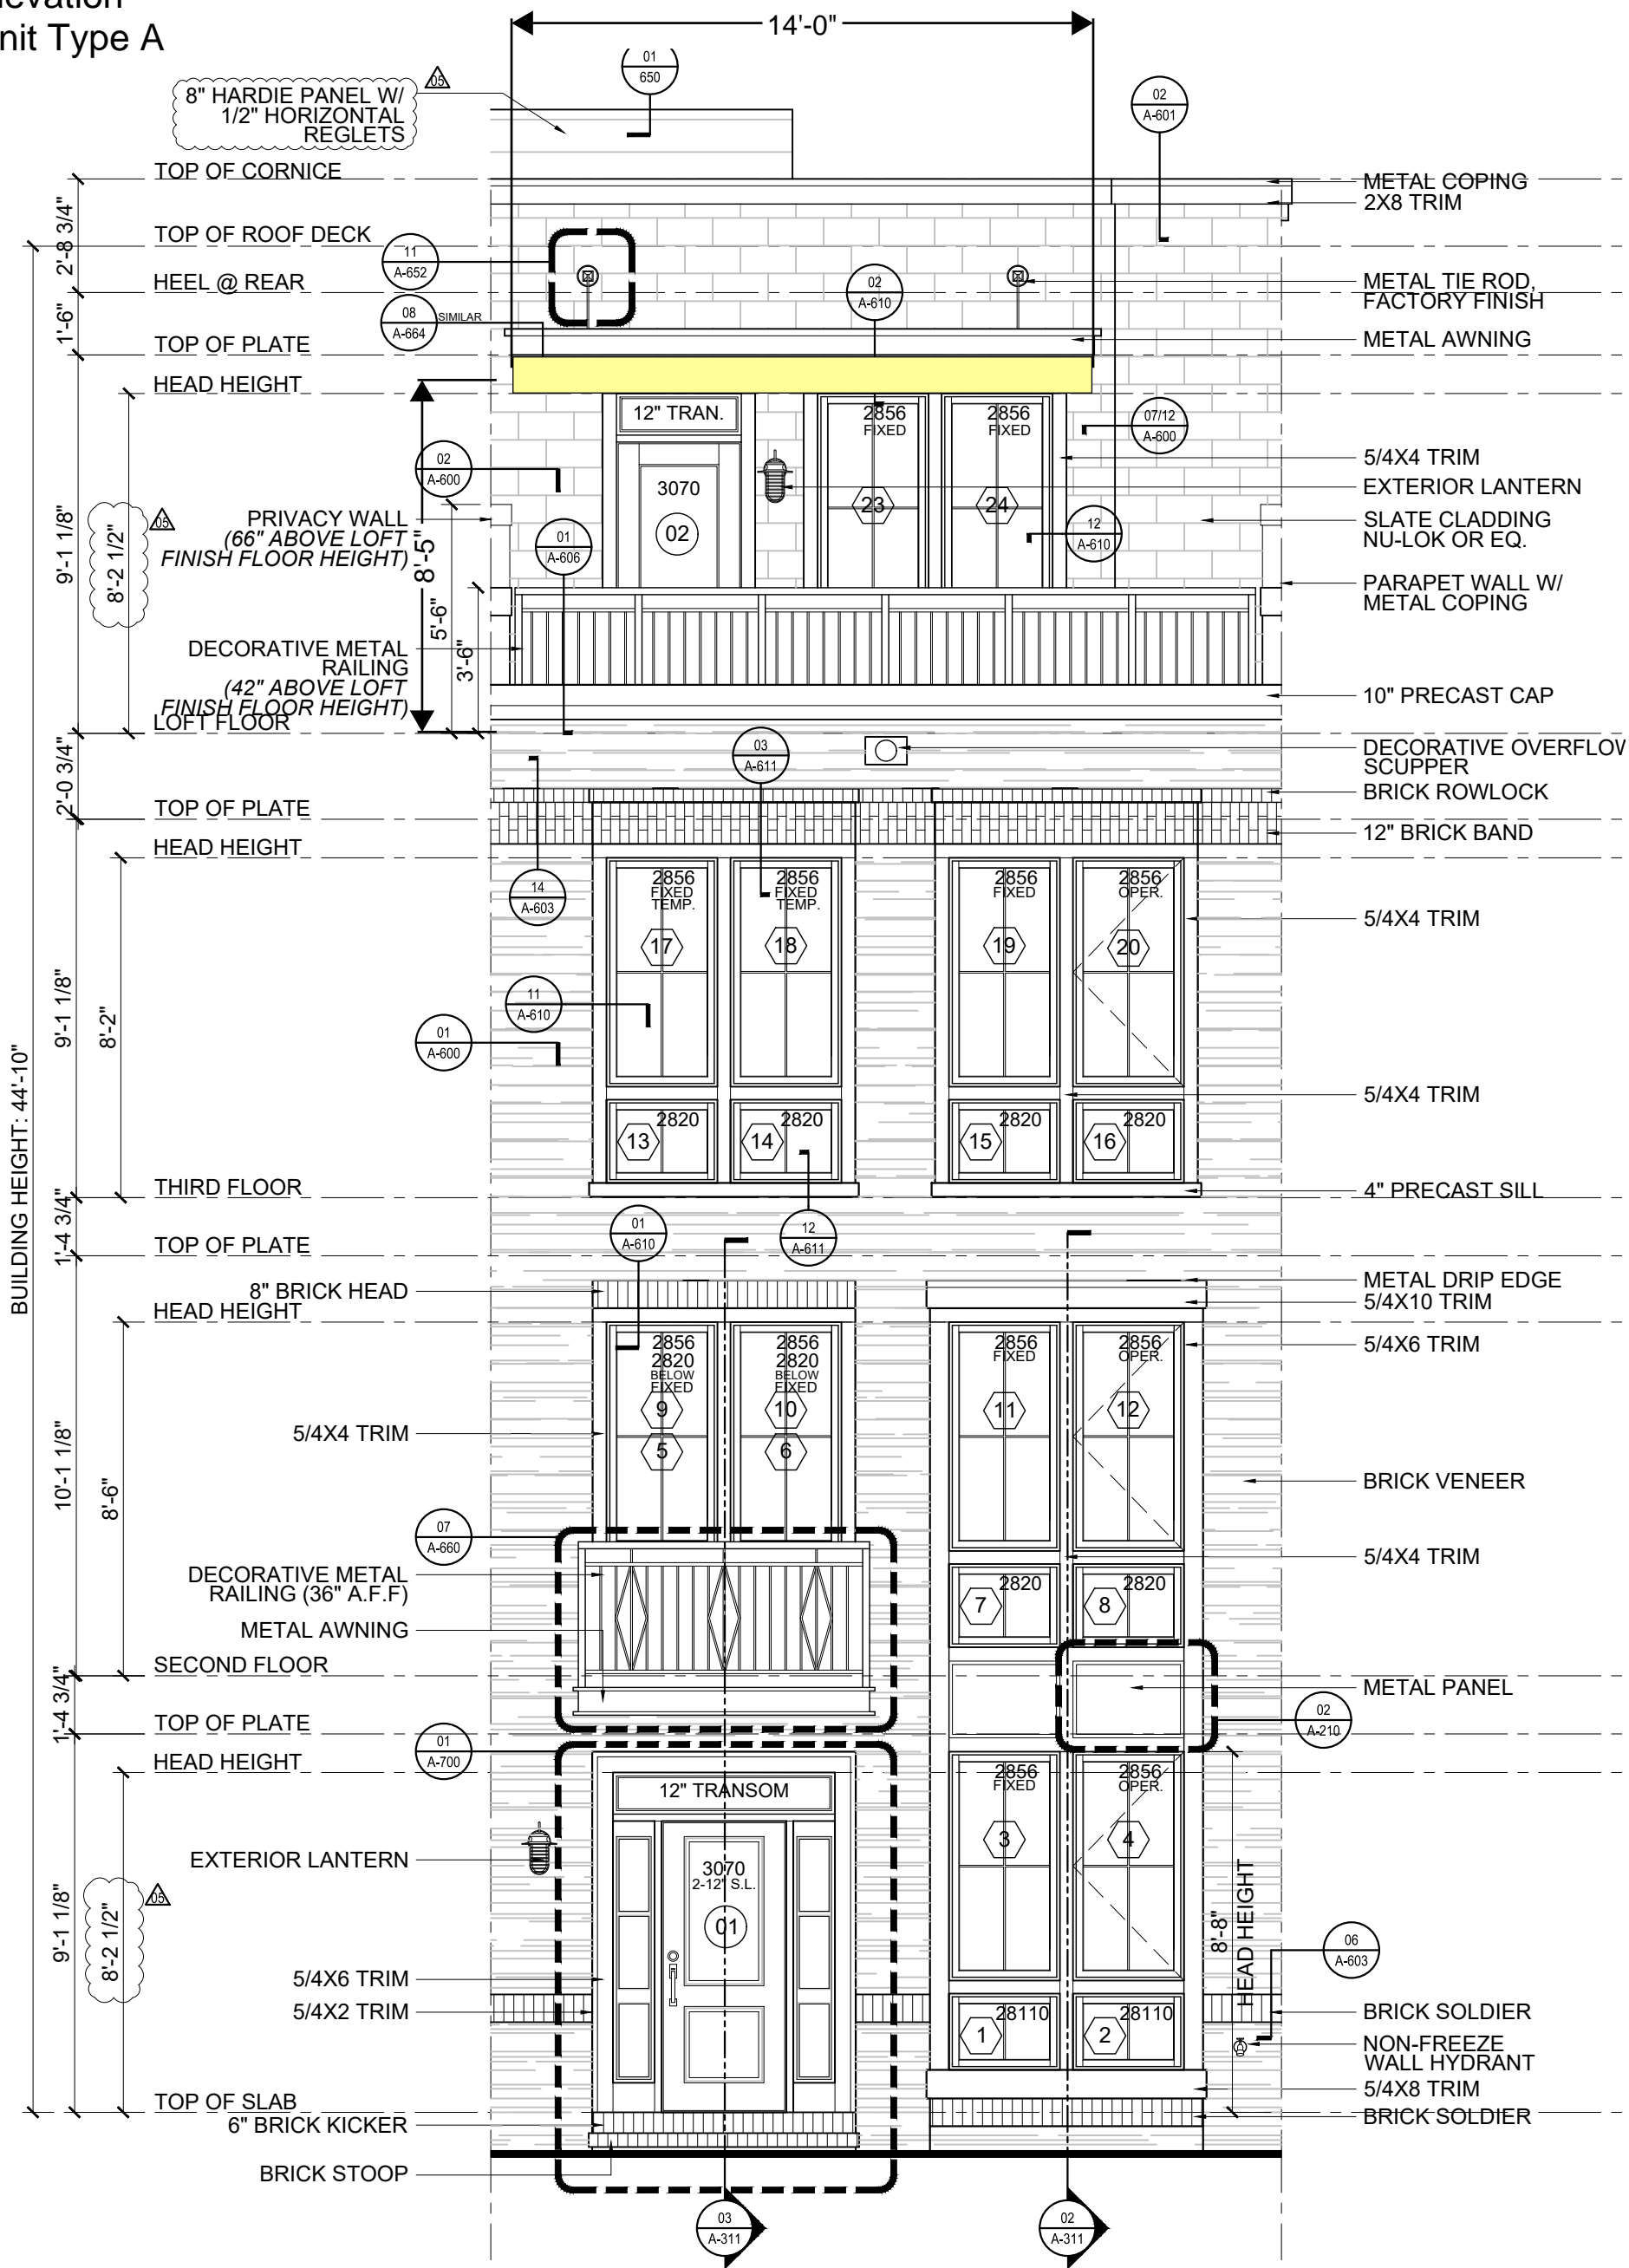 levation
nit Type A
14'-0"
01
650
8" HARDIE PANEL W/
1/2" HORIZONTAL
REGLETS
05
02
A-601
TOP OF CORNICE
METAL COPING
2X8 TRIM
2'-8 3/4"
TOP OF ROOF DECK
11
A-652
HEEL @ REAR
02
A-610
METAL TIE ROD,
FACTORY FINISH
1'-6"
08
A-664
SIMILAR
TOP OF PLATE
METAL AWNING
HEAD HEIGHT
12" TRAN.
2856
FIXED
2856
FIXED
07/12
A-600
02
A-600
5/4X4 TRIM
EXTERIOR LANTERN
3070
02
23
24
9'-1 1/8"
8'-2 1/2"
05
PRIVACY WALL
(66" ABOVE LOFT
FINISH FLOOR HEIGHT)
8'-5"
5'-6"
3'-6"
01
A-606
12
A-610
SLATE CLADDING
NU-LOK OR EQ.
PARAPET WALL W/
METAL COPING
DECORATIVE METAL
RAILING
(42" ABOVE LOFT
FINISH FLOOR HEIGHT)
10" PRECAST CAP
LOFT FLOOR
03
A-611
DECORATIVE OVERFLOW
SCUPPER
2'-0 3/4"
BRICK ROWLOCK
TOP OF PLATE
12" BRICK BAND
HEAD HEIGHT
14
A-603
2856
FIXED
TEMP.
17
2856
FIXED
TEMP.
18
2856
FIXED
19
2856
OPER.
20
5/4X4 TRIM
9'-1 1/8"
8'-2"
11
A-610
01
A-600
BUILDING HEIGHT: 44'-10"
5/4X4 TRIM
13
2820
14
2820
15
2820
16
2820
THIRD FLOOR
4" PRECAST SILL
1'-4 3/4"
01
A-610
12
A-611
TOP OF PLATE
8" BRICK HEAD
METAL DRIP EDGE
5/4X10 TRIM
HEAD HEIGHT
5/4X6 TRIM
2856
2820
BELOW
FIXED
9
5
2856
2820
BELOW
FIXED
10
6
2856
FIXED
11
2856
OPER.
12
5/4X4 TRIM
10'-1 1/8"
8'-6"
BRICK VENEER
07
A-660
DECORATIVE METAL
RAILING (36" A.F.F)
5/4X4 TRIM
7
2820
8
2820
METAL AWNING
SECOND FLOOR
METAL PANEL
1'-4 3/4"
02
A-210
TOP OF PLATE
01
A-700
HEAD HEIGHT
12" TRANSOM
2856
FIXED
3
2856
OPER.
4
EXTERIOR LANTERN
3070
2-12" S.L.
01
9'-1 1/8"
8'-2 1/2"
05
8'-8"
HEAD HEIGHT
06
A-603
5/4X6 TRIM
5/4X2 TRIM
1
28110
2
28110
BRICK SOLDIER
NON-FREEZE
WALL HYDRANT
5/4X8 TRIM
TOP OF SLAB
BRICK SOLDIER
6" BRICK KICKER
BRICK STOOP
03
A-311
02
A-311